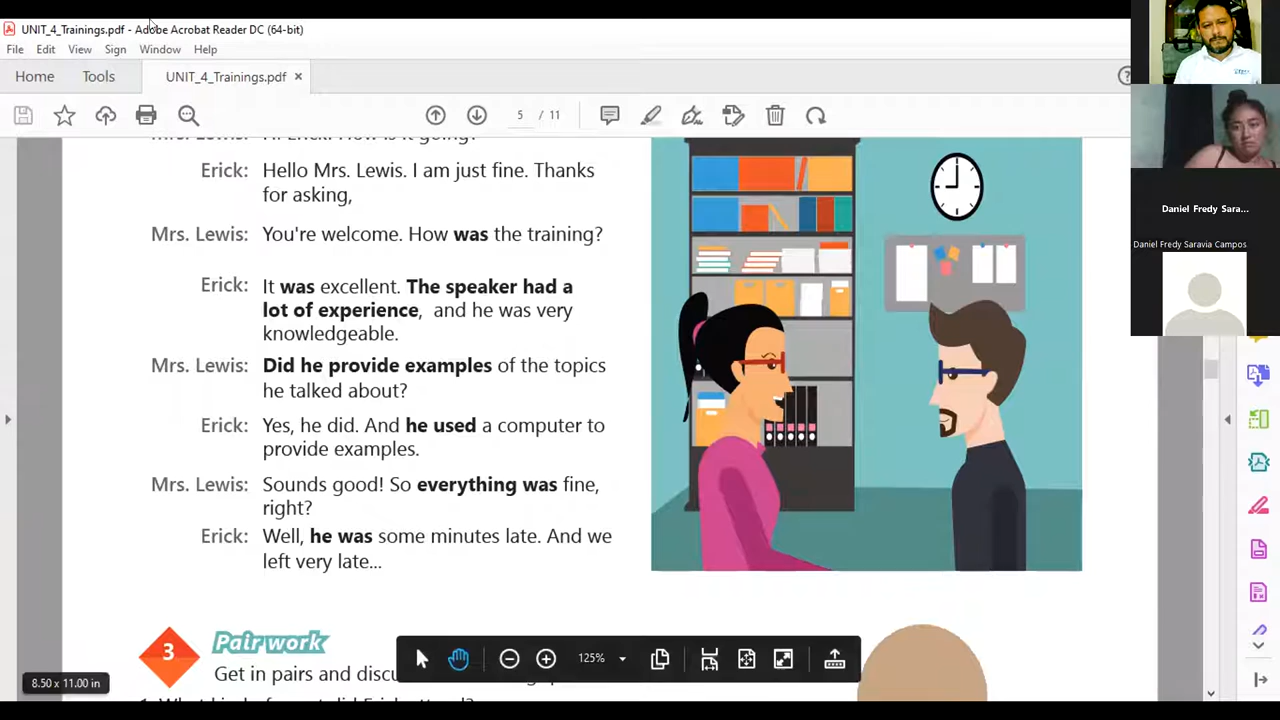 UNIT_4_Trainings.pdf - Adobe Acrobat Reader DC (64-bit)
File Edit View Sign Window Help
Home Tools UNIT_4_Trainings.pdf
5 / 11
Erick: Hello Mrs. Lewis. I am just fine. Thanks
for asking,
Mrs. Lewis: You're welcome. How was the training?
Erick: It was excellent. The speaker had a
lot of experience, and he was very
knowledgeable.
Mrs. Lewis: Did he provide examples of the topics
he talked about?
Erick: Yes, he did. And he used a computer to
provide examples.
Mrs. Lewis: Sounds good! So everything was fine,
right?
Erick: Well, he was some minutes late. And we
left very late...
3 Pair work
Get in pairs and
125%
8.50 x 11.00 in
Daniel Fredy Sara...
Daniel Fredy Saravia Campos